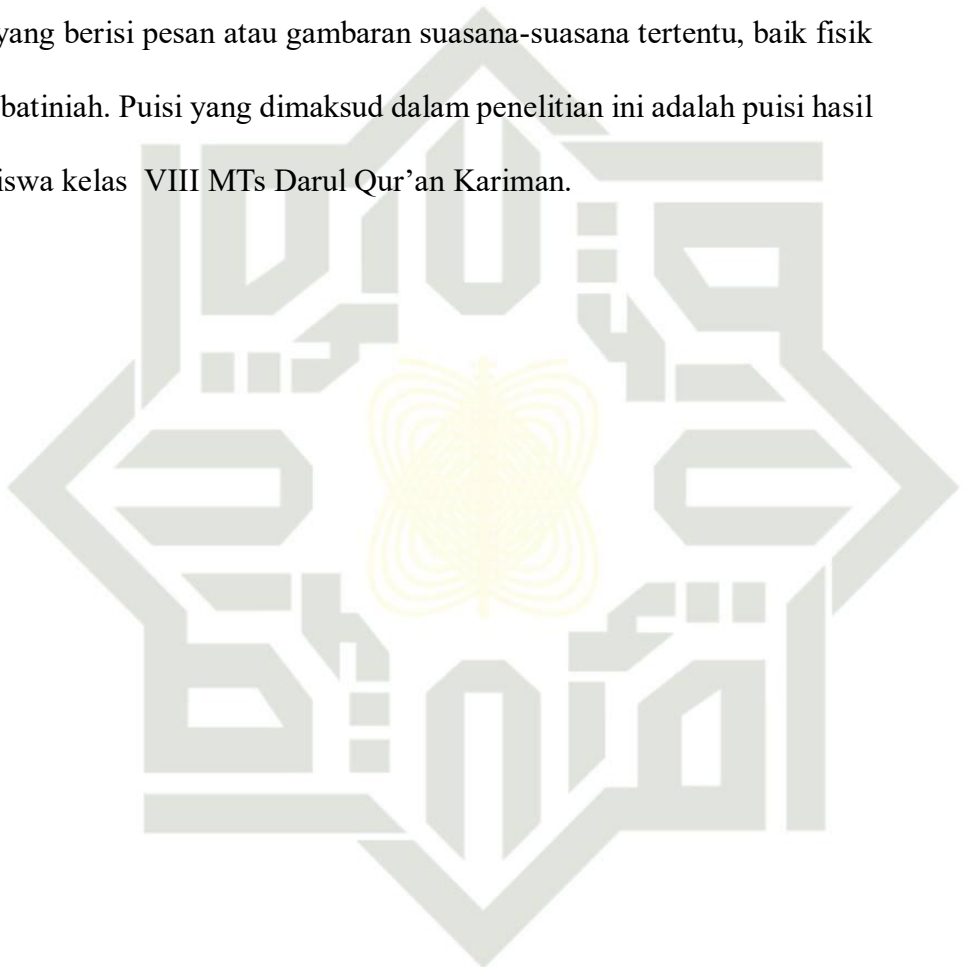 yang berisi pesan atau gambaran suasana-suasana tertentu, baik fisik
batiniah. Puisi yang dimaksud dalam penelitian ini adalah puisi hasil
iswa kelas VIII MTs Darul Qur’an Kariman.